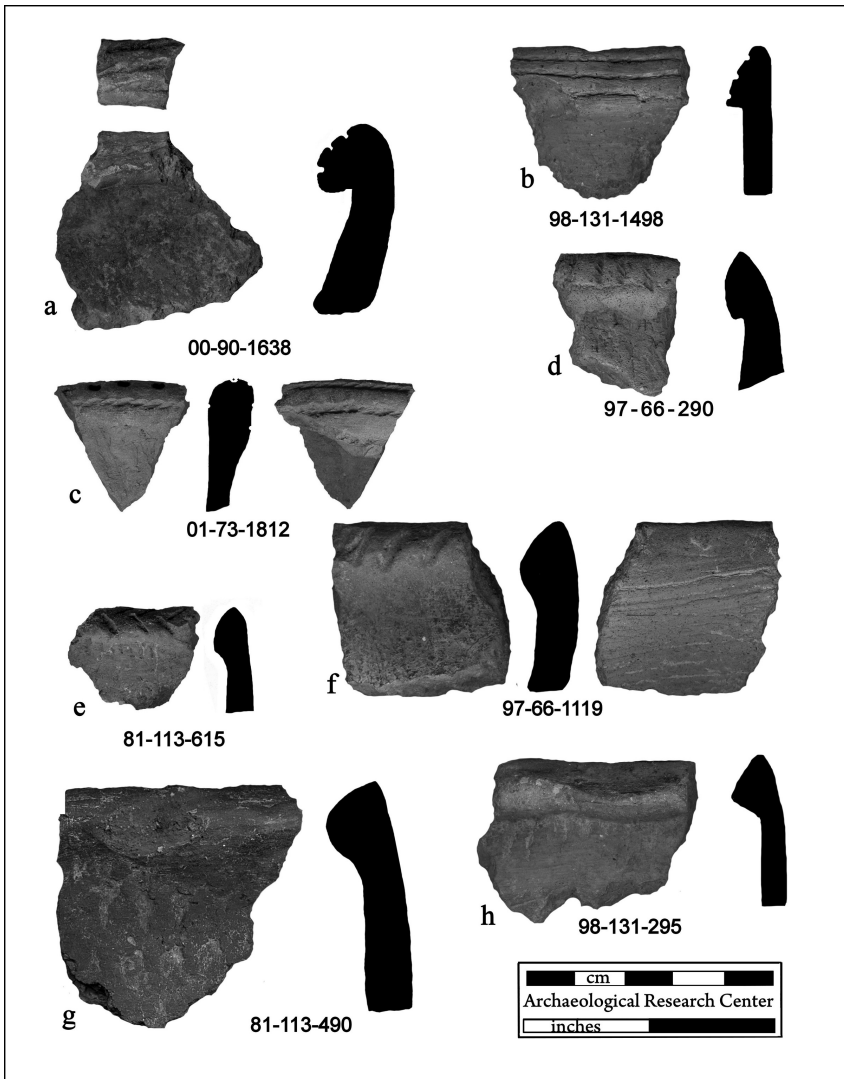 b
98-131-1498
a
00-90-1638
d
97-66-290
c
01-73-1812
f
97-66-1119
e
81-113-615
h
98-131-295
g
81-113-490
cm
Archaeological Research Center
inches